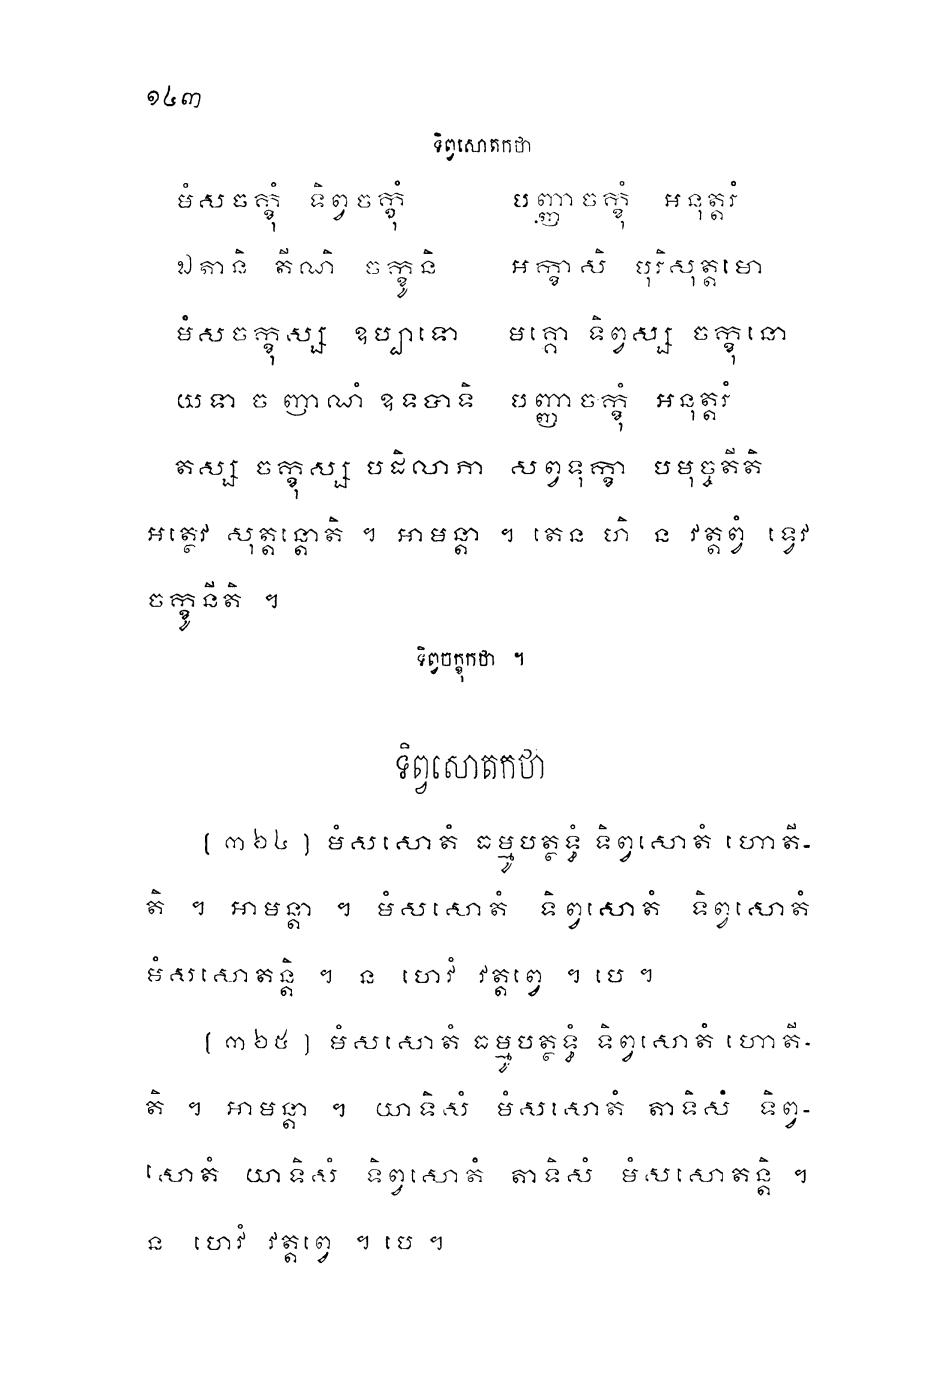 ១៤៣
ទិព្វសោតកថា
មំសចក្ខុំ ទិព្វចក្ខុំ បញ្ញាចក្ខុំ អនុត្តរំ
ឯតានិ តីណិ ចក្ខូនិ អក្ខាសិ បុរិសុត្តមោ
មំសចក្ខុស្ស ឧប្បាទោ មគ្គោ ទិព្វស្ស ចក្ខុនោ
យទា ច ញាណំ ឧទបាទិ បញ្ញាចក្ខុំ អនុត្តរំ
តស្ស ចក្ខុស្ស បដិលាភា សព្វទុក្ខា បមុច្ចតីតិ
អត្ថេវ សុត្តន្តោតិ ។ អាមន្តា ។ តេន ហិ ន វត្តព្វំ ទ្វេវ
ចក្ខូនីតិ ។
ទិព្វចក្ខុកថា ។
ទិព្វសោតកថា
(៣៦៤) មំសសោតំ ធម្មូបត្ថទ្ធំ ទិព្វសោតំ ហោតី-
តិ ។ អាមន្តា ។ មំសសោតំ ទិព្វសោតំ ទិព្វសោតំ
មំសសោតន្តិ ។ ន ហេវំ វត្តព្វេ ។ បេ ។
(៣៦៥) មំសសោតំ ធម្មូបត្ថទ្ធំ ទិព្វសោតំ ហោតី-
តិ ។ អាមន្តា ។ យាទិសំ មំសសោតំ តាទិសំ ទិព្វ-
សោតំ យាទិសំ ទិព្វសោតំ តាទិសំ មំសសោតន្តិ ។
ន ហេវំ វត្តព្វេ ។ បេ ។